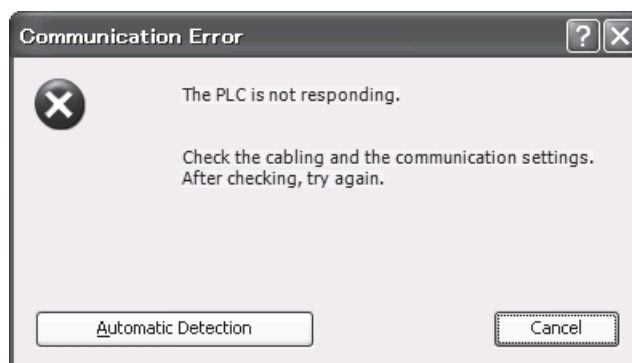 Communication Error
The PLC is not responding.
Check the cabling and the communication settings.
After checking, try again.
Automatic Detection
Cancel